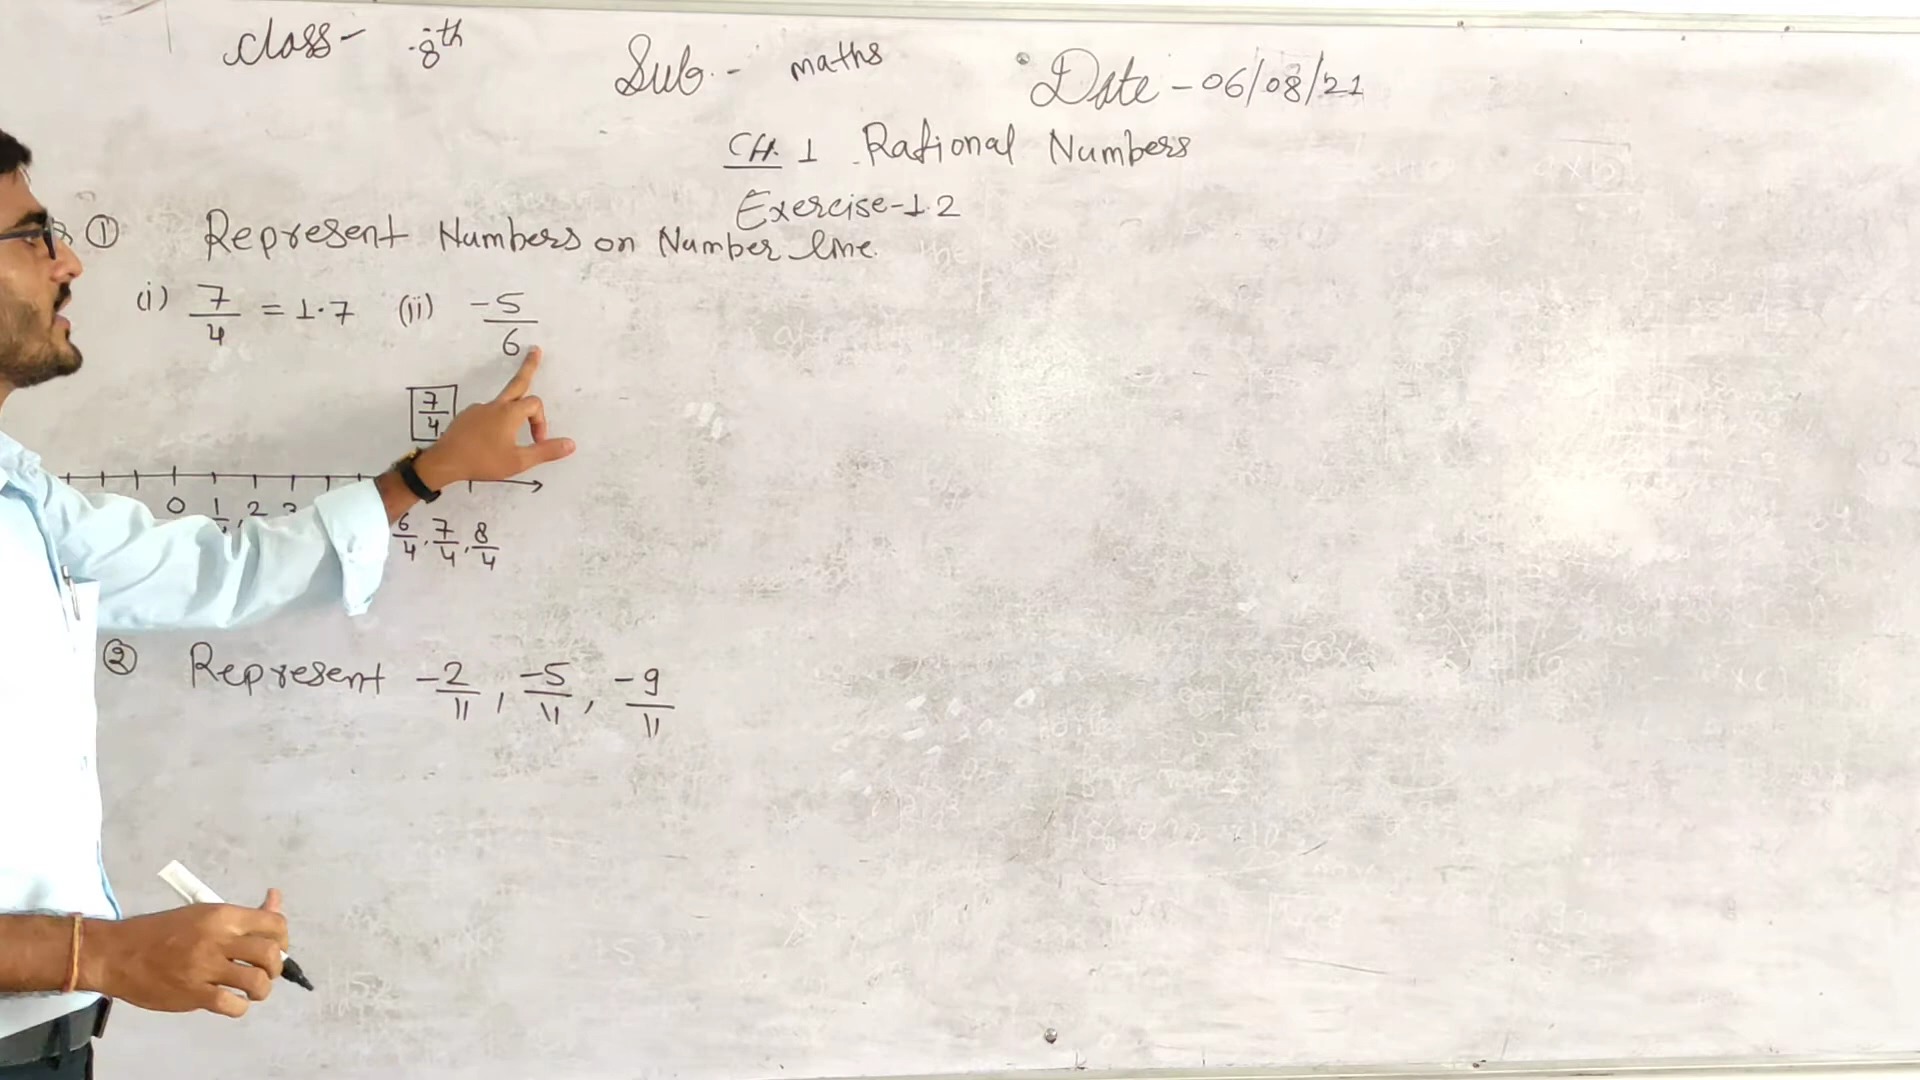 Class - 8th
Sub. - maths
Date - 06/08/21
CH. 1 Rational Numbers
Exercise-1.2
① Represent Numbers on Number line.
(i) 7/4 = 1.7 (ii) -5/6
7/4
0 1 2 3 6/4, 7/4, 8/4
② Represent -2/11, -5/11, -9/11